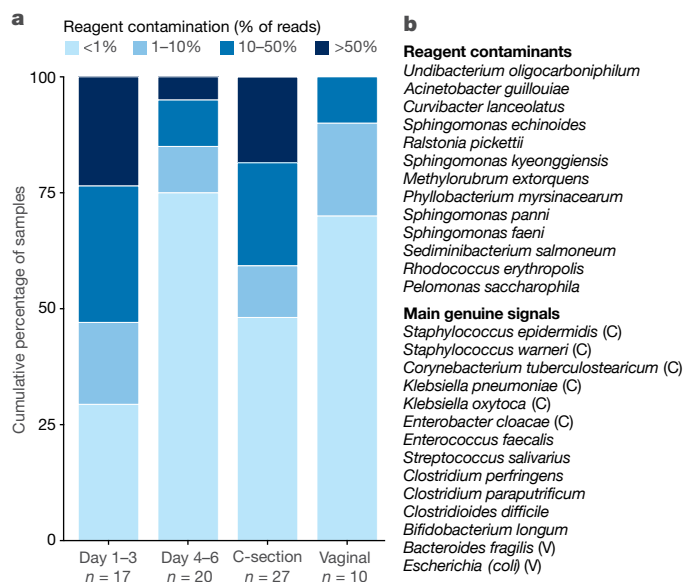 a
Reagent contamination (% of reads)
<1% 1–10% 10–50% >50%
Cumulative percentage of samples
100
75
50
25
0
Day 1–3 Day 4–6 C-section Vaginal
n = 17 n = 20 n = 27 n = 10
b
Reagent contaminants
Undibacterium oligocarboniphilum
Acinetobacter guillouiae
Curvibacter lanceolatus
Sphingomonas echinoides
Ralstonia pickettii
Sphingomonas kyeonggiensis
Methylorubrum extorquens
Phyllobacterium myrsinacearum
Sphingomonas panni
Sphingomonas faeni
Sediminibacterium salmoneum
Rhodococcus erythropolis
Pelomonas saccharophila
Main genuine signals
Staphylococcus epidermidis (C)
Staphylococcus warneri (C)
Corynebacterium tuberculostearicum (C)
Klebsiella pneumoniae (C)
Klebsiella oxytoca (C)
Enterobacter cloacae (C)
Enterococcus faecalis
Streptococcus salivarius
Clostridium perfringens
Clostridium paraputrificum
Clostridioides difficile
Bifidobacterium longum
Bacteroides fragilis (V)
Escherichia (coli) (V)